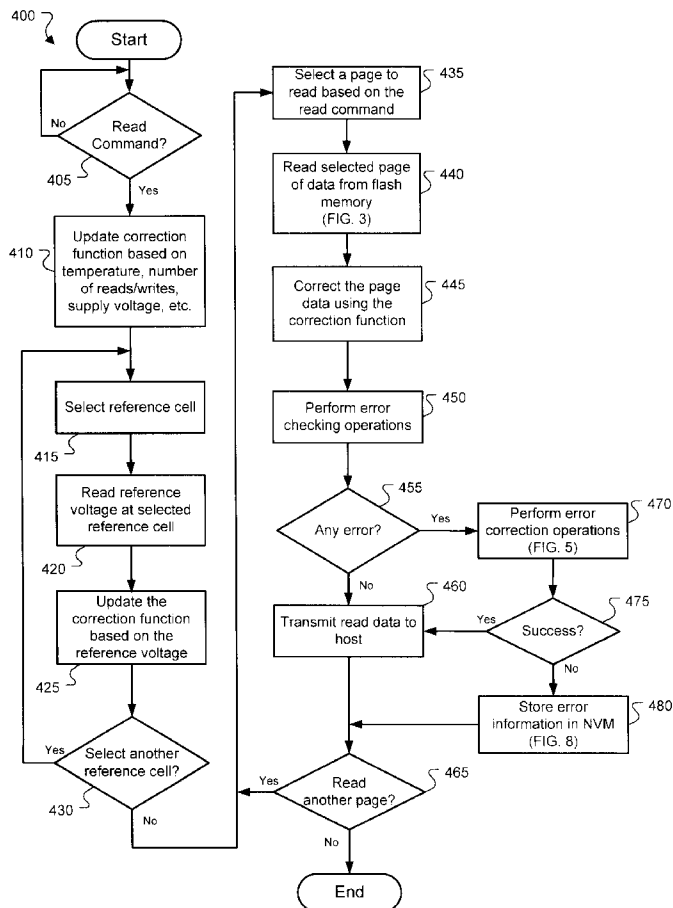 400
Start
No
Read
Command?
405
Yes
410
Update correction function based on
temperature, number
of reads/writes,
supply voltage, etc.
Select reference cell
415
Read reference
voltage at selected
reference cell
420
Update the
correction function
based on the
reference voltage
425
Yes
Select another
reference cell?
430
No
Select a page to
read based on the
read command
435
Read selected page
of data from flash
memory
(FIG. 3)
440
Correct the page
data using the
correction function
445
Perform error
checking operations
450
455
Any error?
Yes
No
Perform error
correction operations
(FIG. 5)
470
460
Transmit read data to
host
Yes
475
Success?
No
Store error
information in NVM
(FIG. 8)
480
Yes
Read
another page?
465
No
End